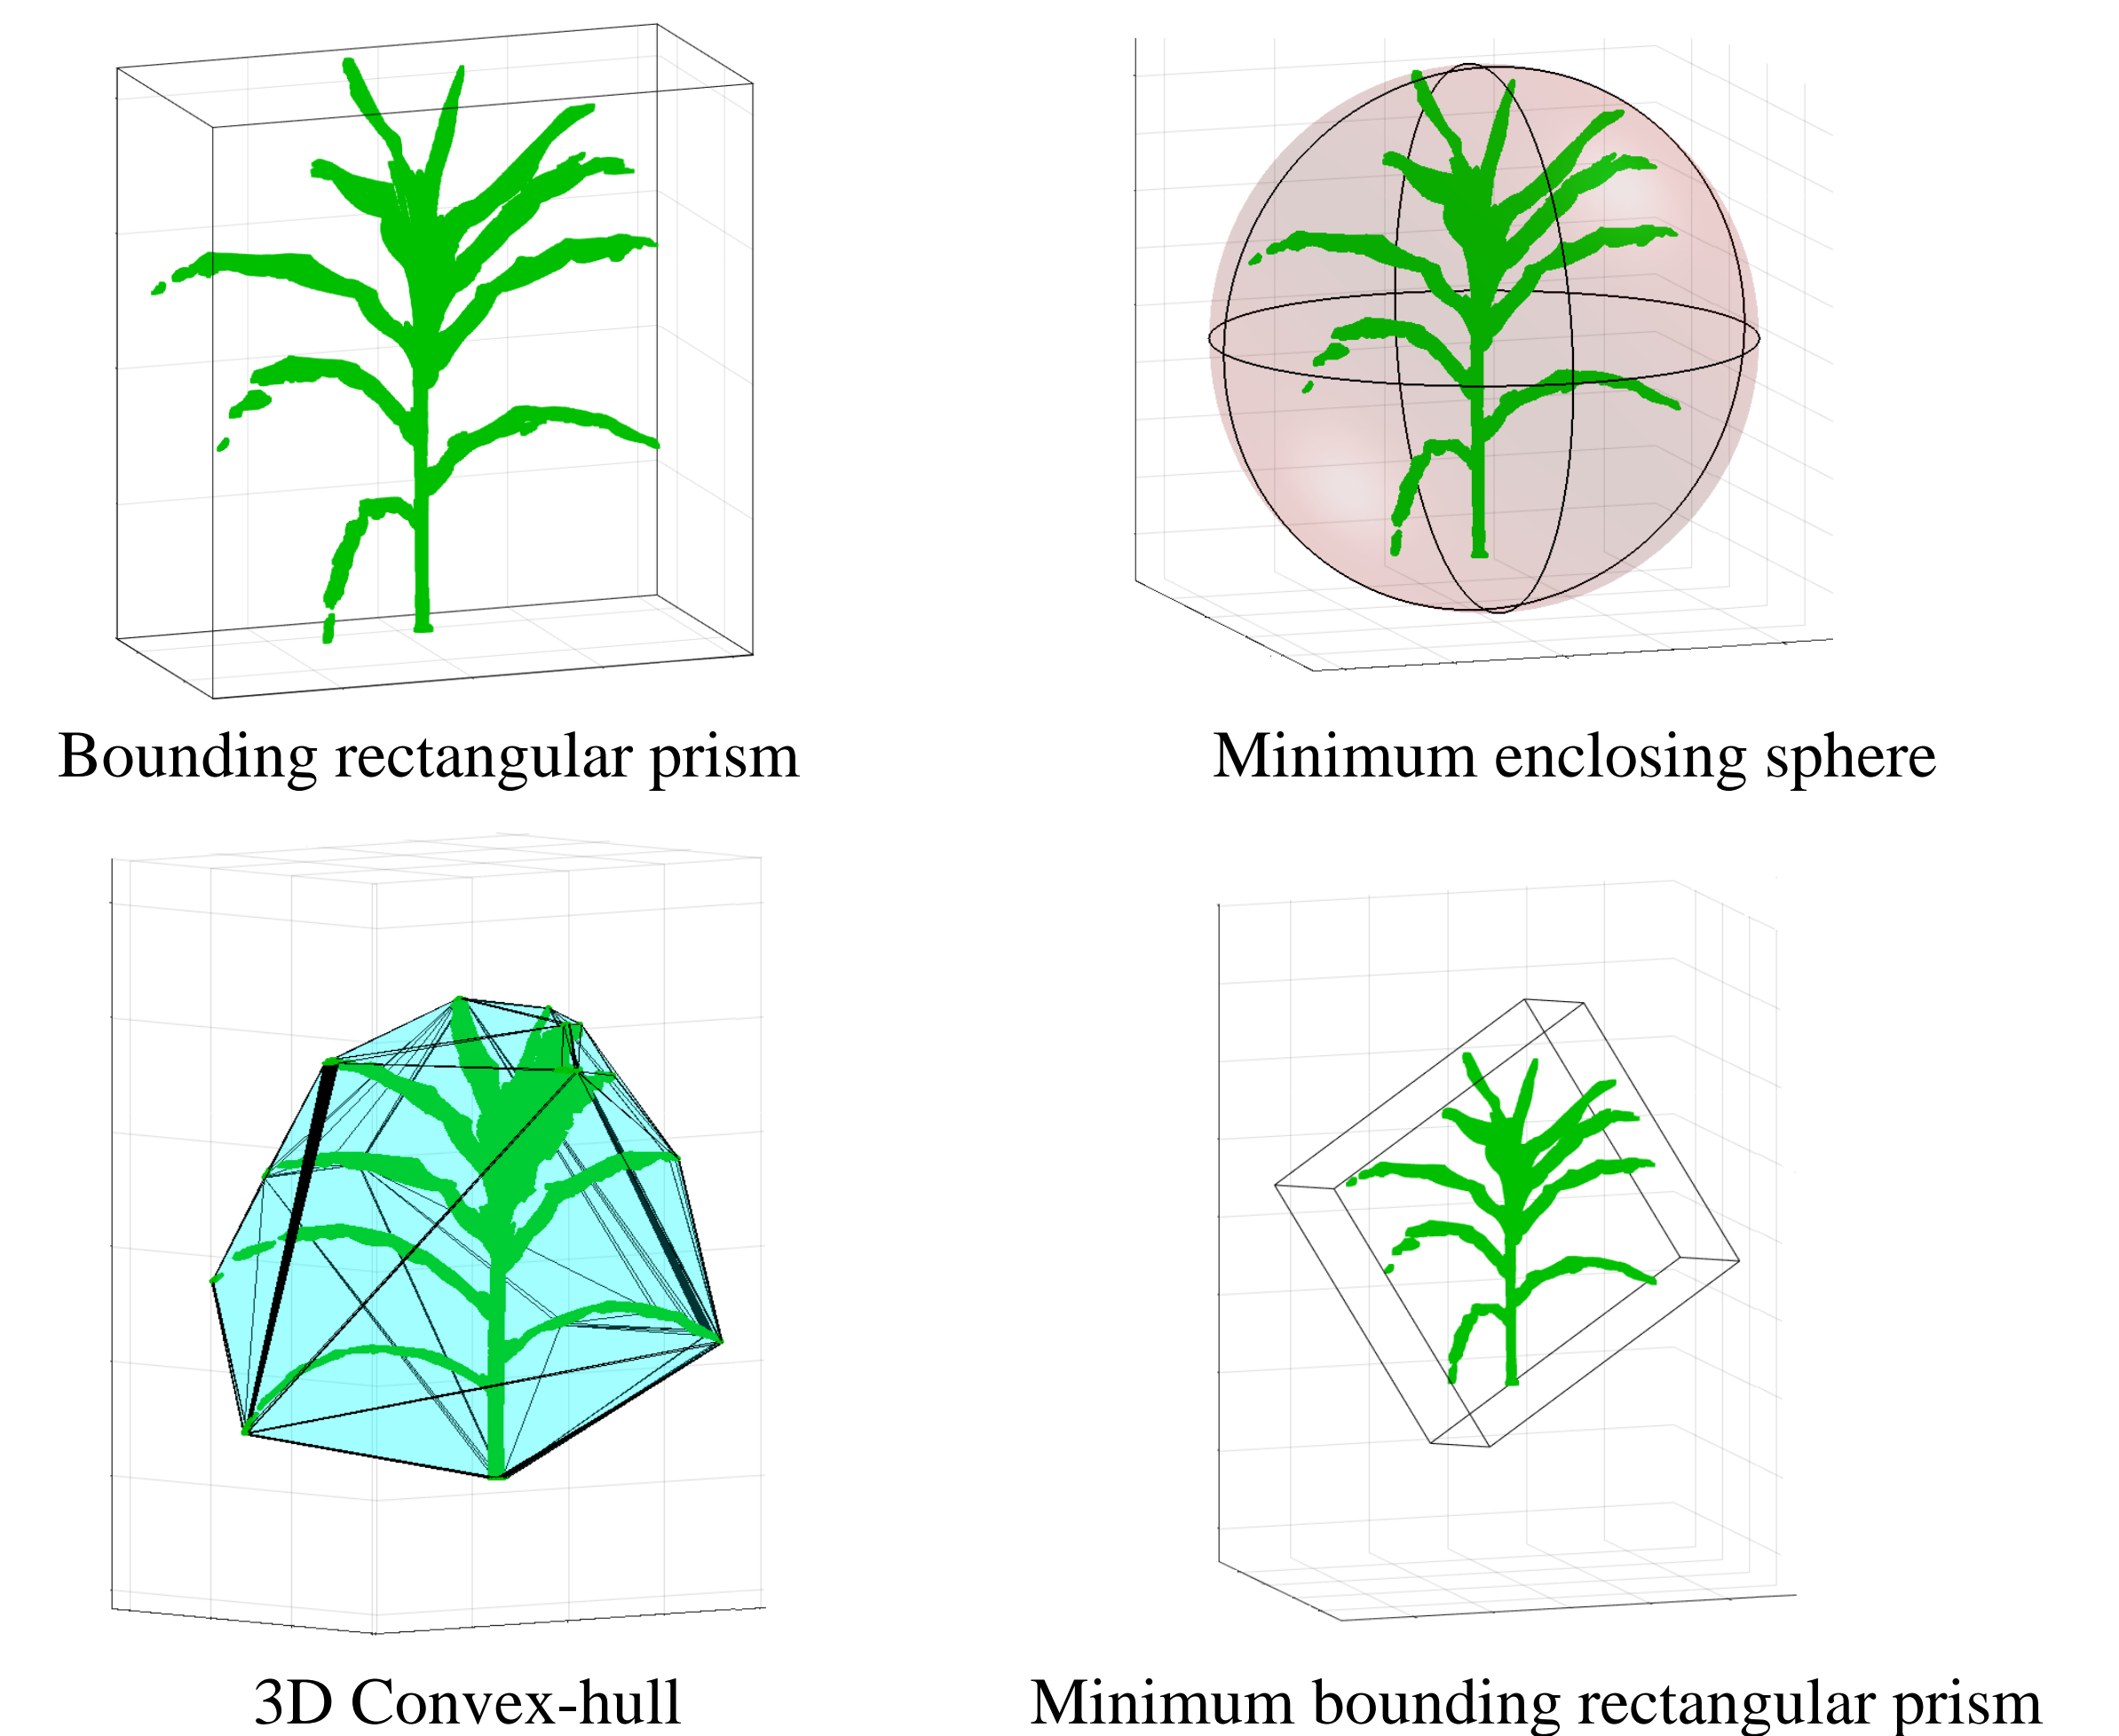 Bounding rectangular prism
Minimum enclosing sphere
3D Convex-hull
Minimum bounding rectangular prism